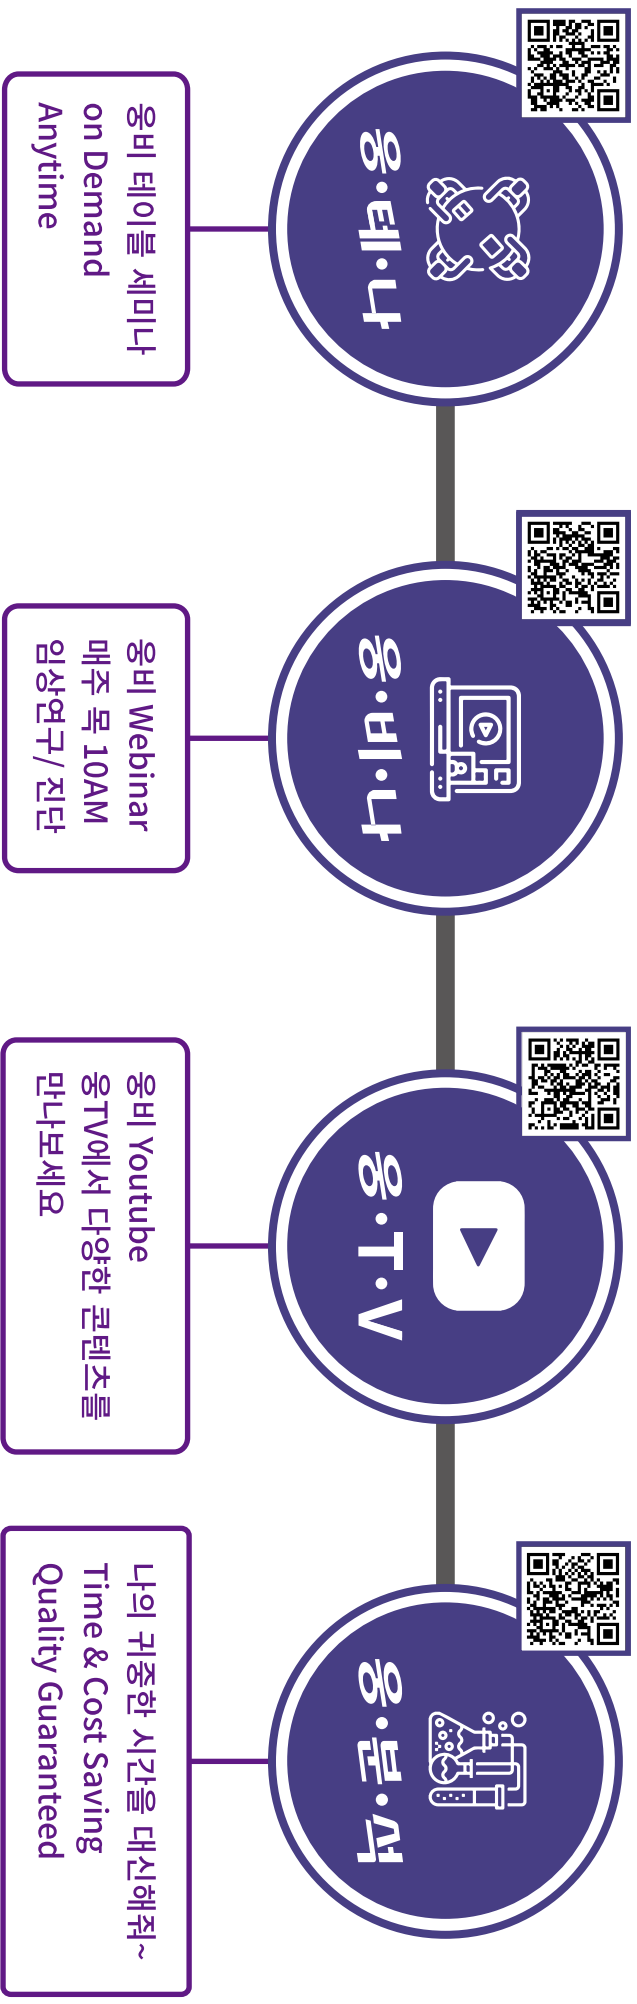 웅·테·나
웅비 테이블 세미나
on Demand
Anytime
웅·비·나
웅비 Webinar
매주 목 10AM
임상연구/ 진단
웅·T·V
웅비 Youtube
웅TV에서 다양한 콘텐츠를
만나보세요
웅·분·석
나의 귀중한 시간을 대신해줘~
Time & Cost Saving
Quality Guaranteed